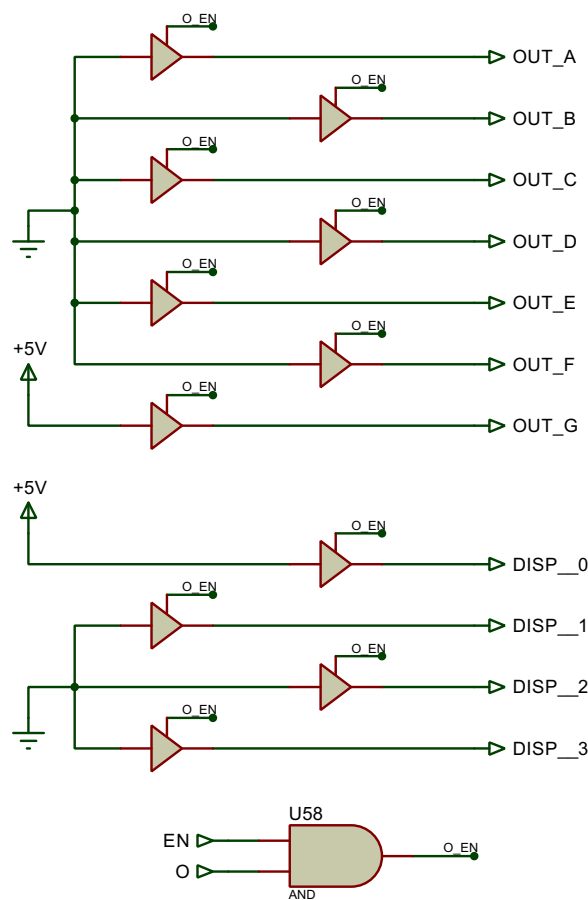 O_EN
OUT_A
O_EN
OUT_B
O_EN
OUT_C
O_EN
OUT_D
O_EN
OUT_E
O_EN
+5V
OUT_F
O_EN
OUT_G
+5V
O_EN
DISP__0
O_EN
DISP__1
O_EN
DISP__2
O_EN
DISP__3
U58
EN
O_EN
O
AND